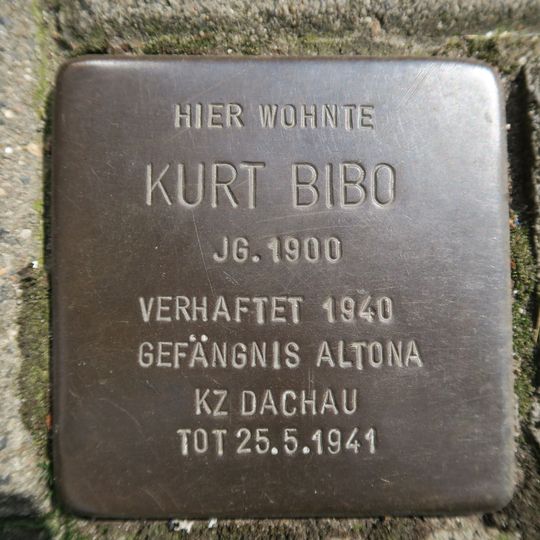 HIER WOHNTE
KURT BIBO
JG. 1900
VERHAFTET 1940
GEFÄNGNIS ALTONA
KZ DACHAU
TOT 25.5.1941